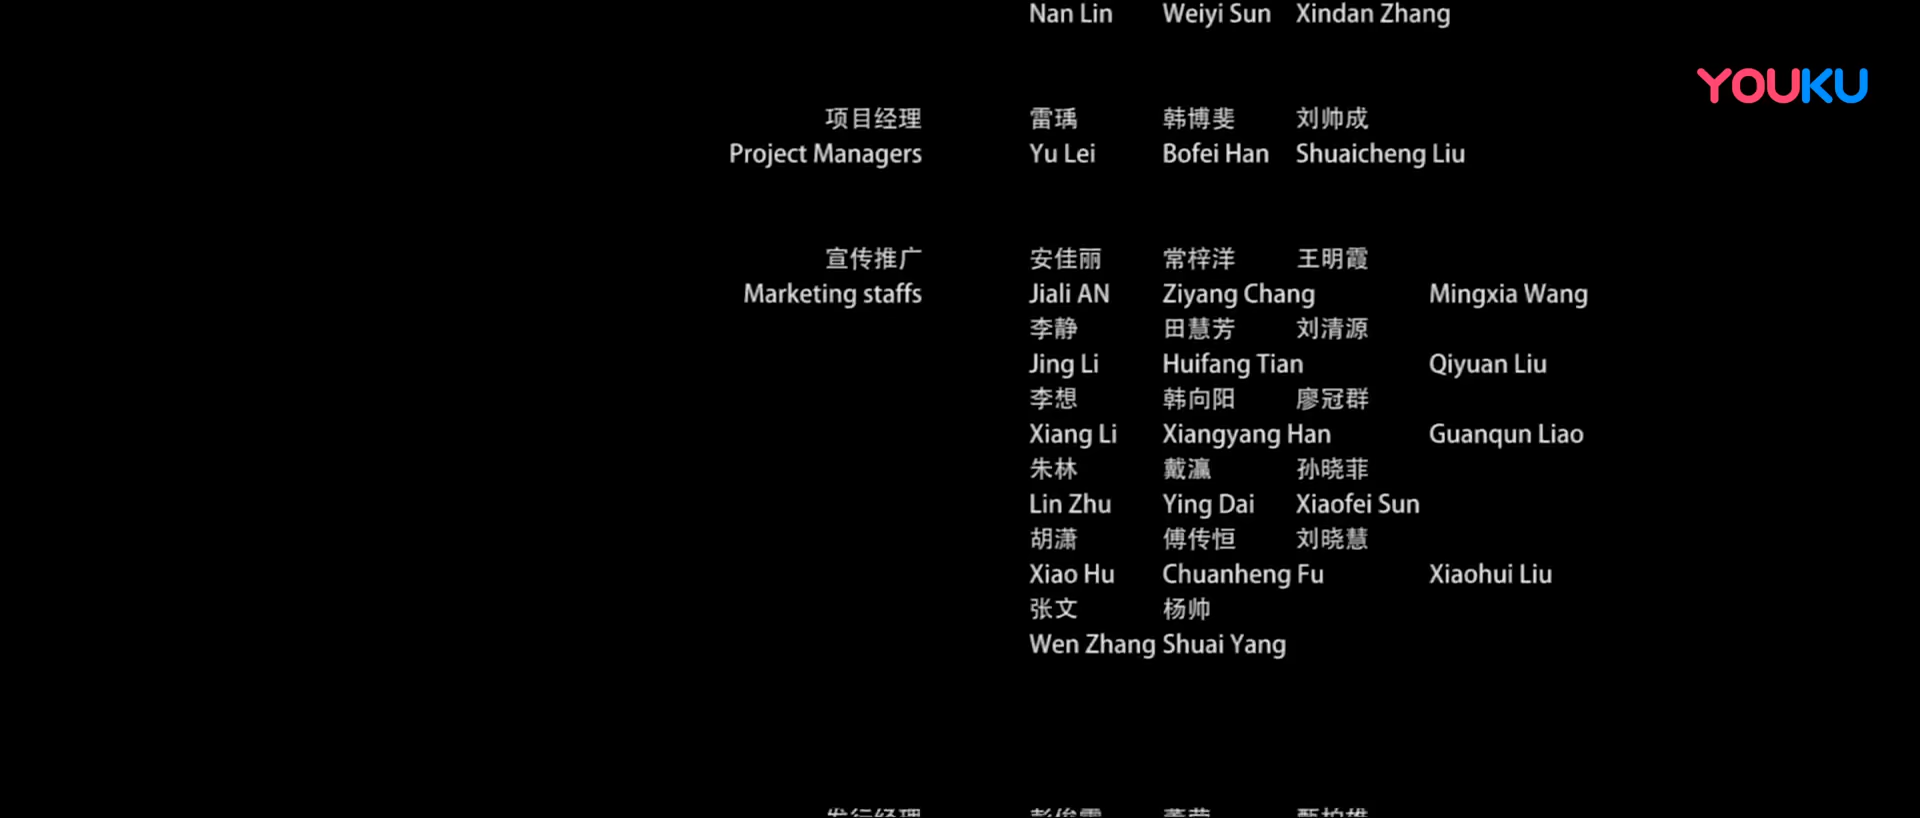 Nan Lin Weiyi Sun Xindan Zhang
YOUKU
项目经理 雷瑀 韩博斐 刘帅成
Project Managers Yu Lei Bofei Han Shuaicheng Liu
宣传推广 安佳丽 常梓洋 王明霞
Marketing staffs Jiali AN Ziyang Chang Mingxia Wang
李静 田慧芳 刘清源
Jing Li Huifang Tian Qiyuan Liu
李想 韩向阳 廖冠群
Xiang Li Xiangyang Han Guanqun Liao
朱林 戴瀛 孙晓菲
Lin Zhu Ying Dai Xiaofei Sun
胡潇 傅传恒 刘晓慧
Xiao Hu Chuanheng Fu Xiaohui Liu
张文 杨帅
Wen Zhang Shuai Yang
发行经理